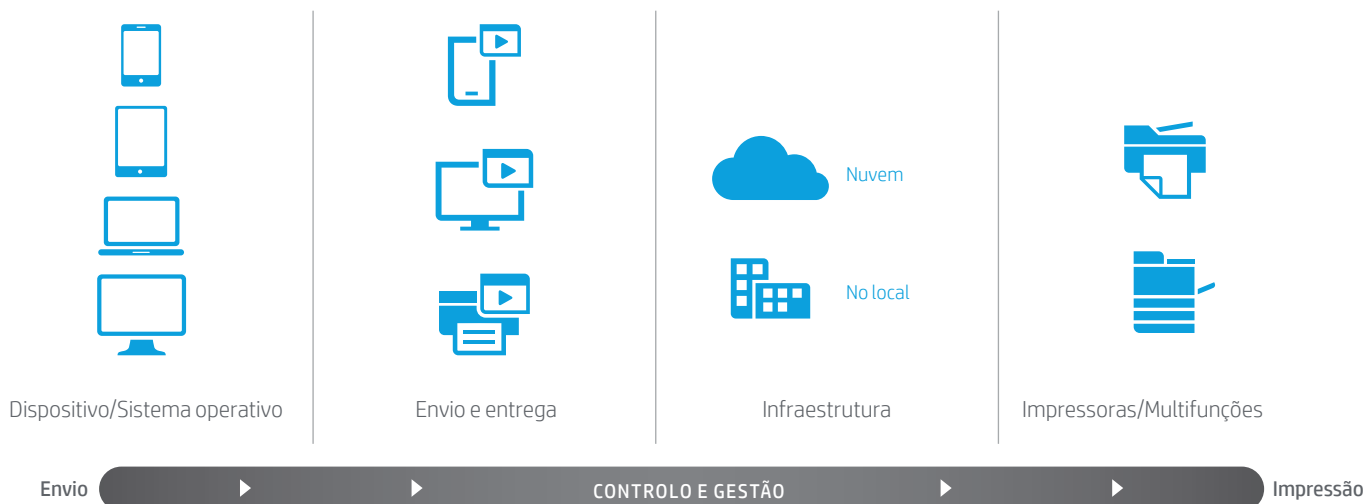 Nuvem
No local
Dispositivo/Sistema operativo
Envio e entrega
Infraestrutura
Impressoras/Multifunções
Envio
CONTROLO E GESTÃO
Impressão